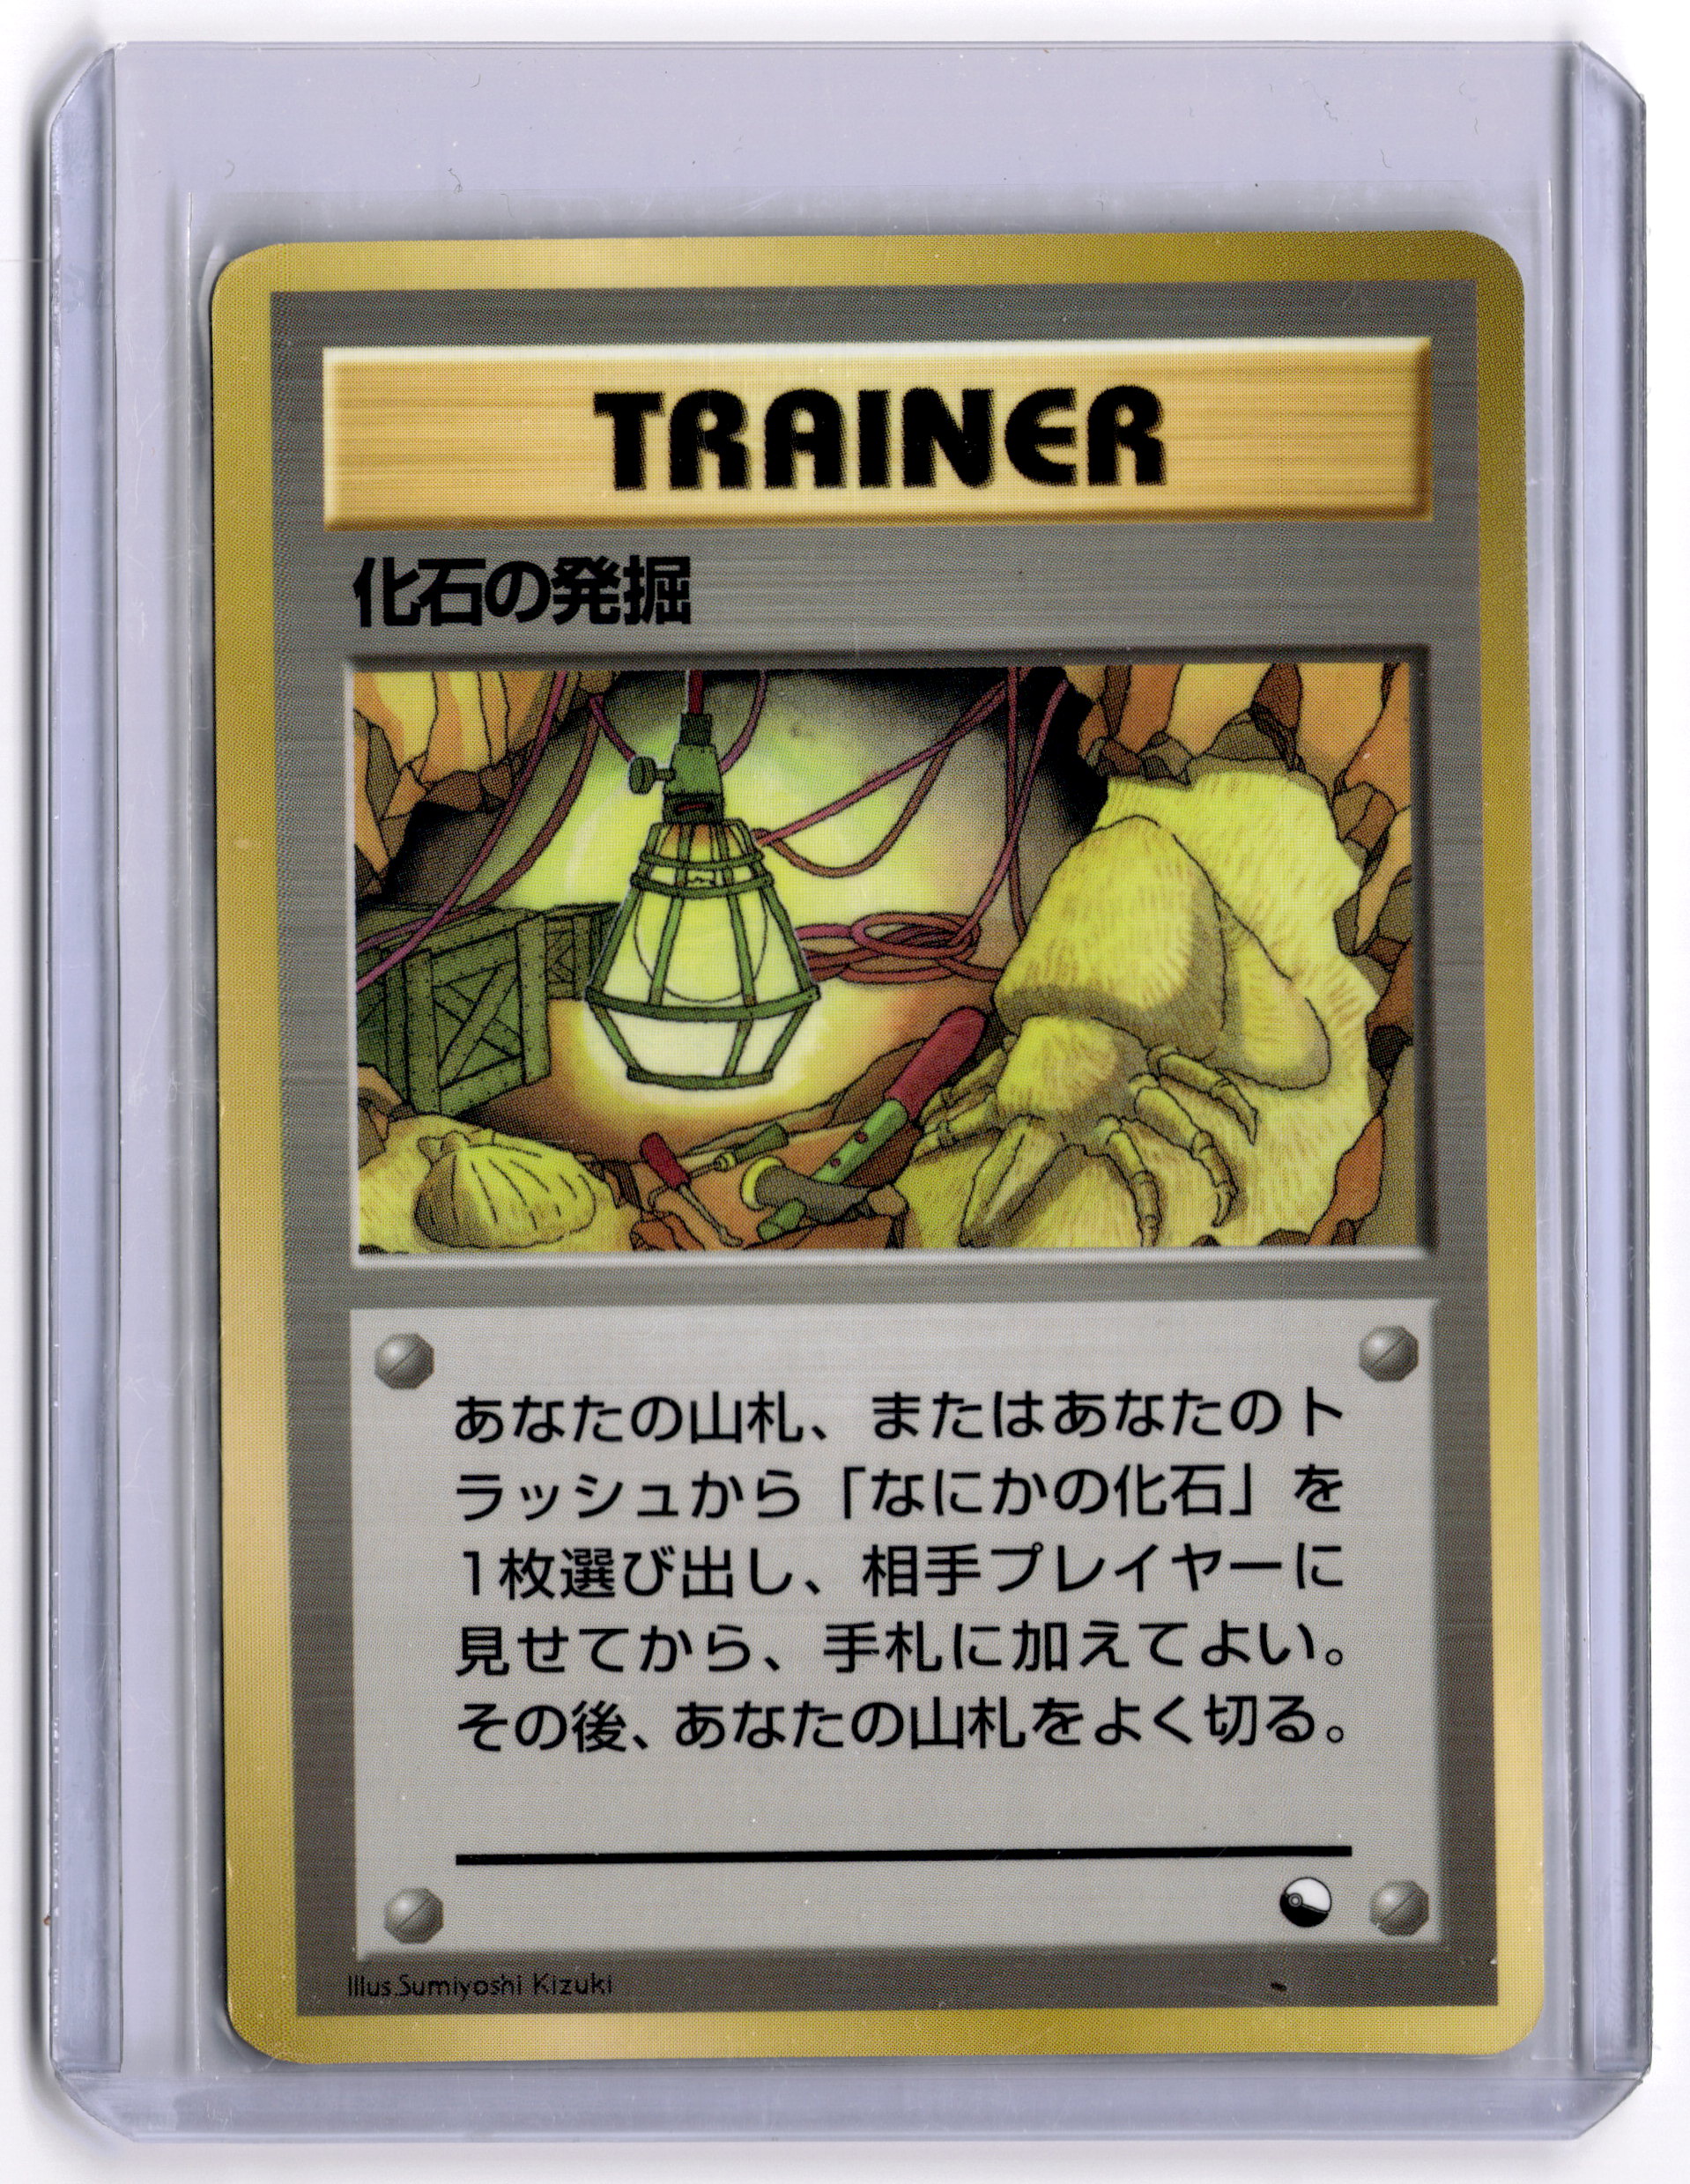 TRAINER
化石の発掘
あなたの山札、またはあなたのト
ラッシュから「なにかの化石」を
1枚選び出し、相手プレイヤーに
見せてから、手札に加えてよい。
その後、あなたの山札をよく切る。
Illus.Sumiyoshi Kizuki